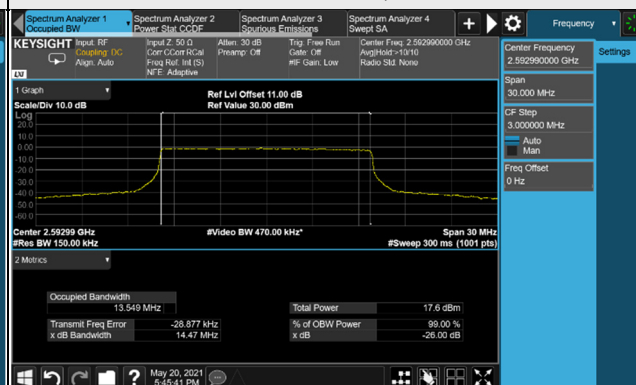 Spectrum Analyzer 1
Occupied BW
Spectrum Analyzer 2
Power Stat CCDF
Spectrum Analyzer 3
Spurious Emissions
Spectrum Analyzer 4
Swept SA
Frequency
KEYSIGHT
Input: RF
Coupling: DC
Align: Auto
Input Z: 50 Ω
Corr CCorr RCal
Freq Ref: Int (S)
NFE: Adaptive
Atten: 30 dB
Preamp: Off
Trig: Free Run
Gate: Off
#IF Gain: Low
Center Freq: 2.592990000 GHz
Avg|Hold:>10/10
Radio Std: None
LXI
Center Frequency
2.592990000 GHz
Settings
Span
30.000 MHz
CF Step
3.000000 MHz
Auto
Man
Freq Offset
0 Hz
1 Graph
Scale/Div 10.0 dB
Ref Lvl Offset 11.00 dB
Ref Value 30.00 dBm
Log
20.0
10.0
0.00
-10.0
-20.0
-30.0
-40.0
-50.0
-60.0
Center 2.59299 GHz
#Video BW 470.00 kHz*
Span 30 MHz
#Res BW 150.00 kHz
#Sweep 300 ms (1001 pts)
2 Metrics
Occupied Bandwidth
13.549 MHz
Total Power
17.6 dBm
Transmit Freq Error
-28.877 kHz
% of OBW Power
99.00 %
x dB Bandwidth
14.47 MHz
x dB
-26.00 dB
?
May 20, 2021
5:45:41 PM